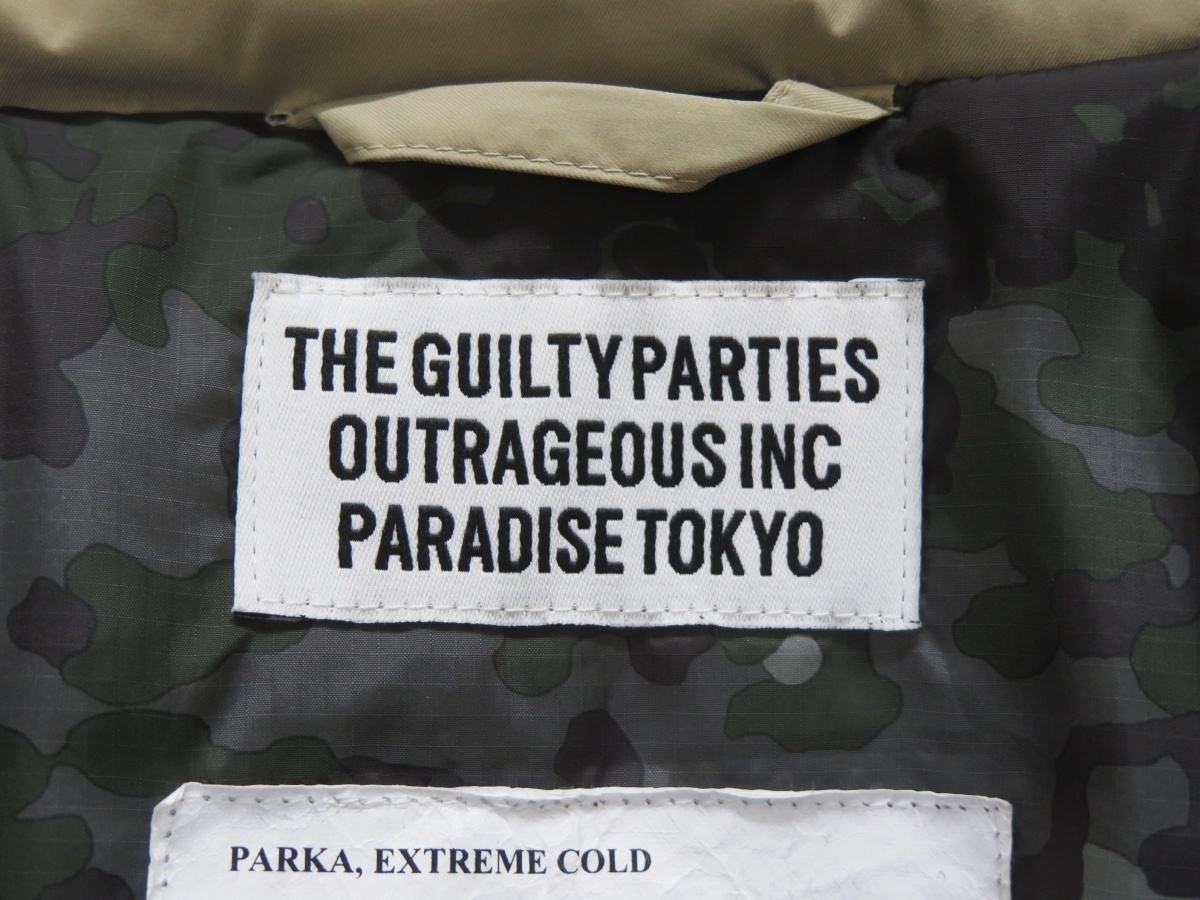 THE GUILTY PARTIES
OUTRAGEOUS INC
PARADISE TOKYO
PARKA, EXTREME COLD